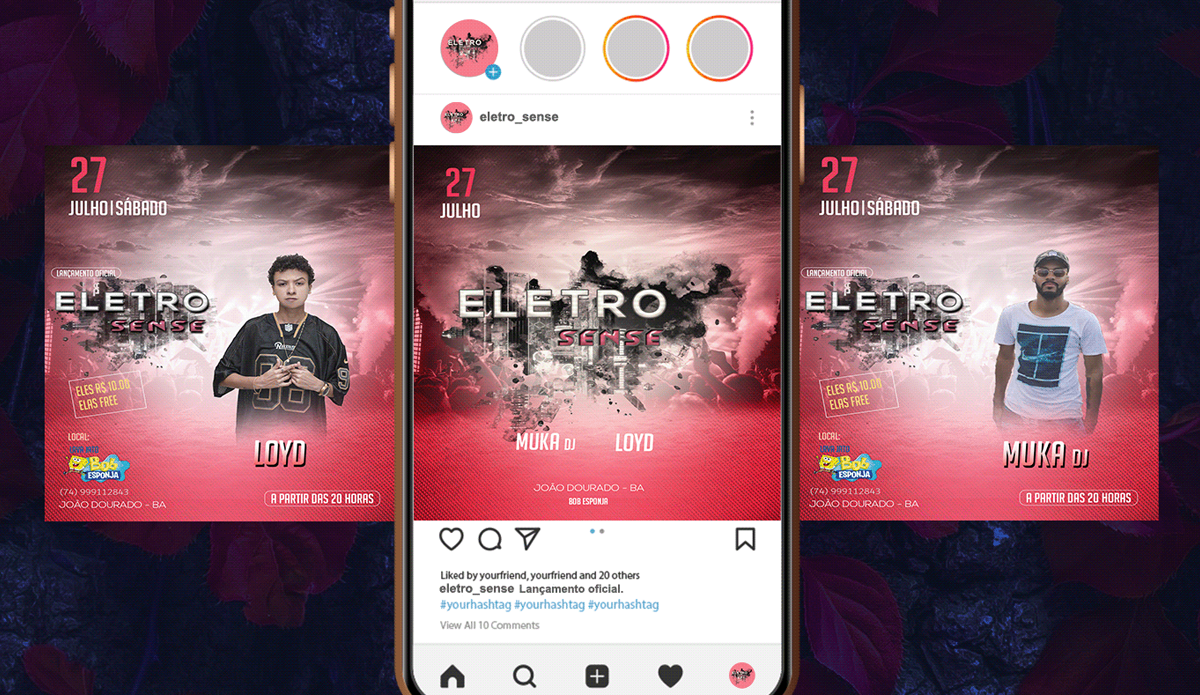 ELETRO
eletro_sense
27
JULHO | SÁBADO
LANÇAMENTO OFICIAL
ELETRO
SENSE
ELES R$ 10.00
ELAS FREE
LOCAL:
BOB
ESPONJA
(74) 999112843
JOÃO DOURADO – BA
LOYD
A PARTIR DAS 20 HORAS
27
JULHO
ELETRO
SENSE
MUKA DJ LOYD
JOÃO DOURADO – BA
BOB ESPONJA
27
JULHO | SÁBADO
LANÇAMENTO OFICIAL
ELETRO
SENSE
ELES R$ 10.00
ELAS FREE
LOCAL:
BOB
ESPONJA
(74) 999112843
JOÃO DOURADO – BA
MUKA DJ
A PARTIR DAS 20 HORAS
Liked by yourfriend, yourfriend and 20 others
eletro_sense Lançamento oficial.
#yourhashtag #yourhashtag #yourhashtag
View All 10 Comments